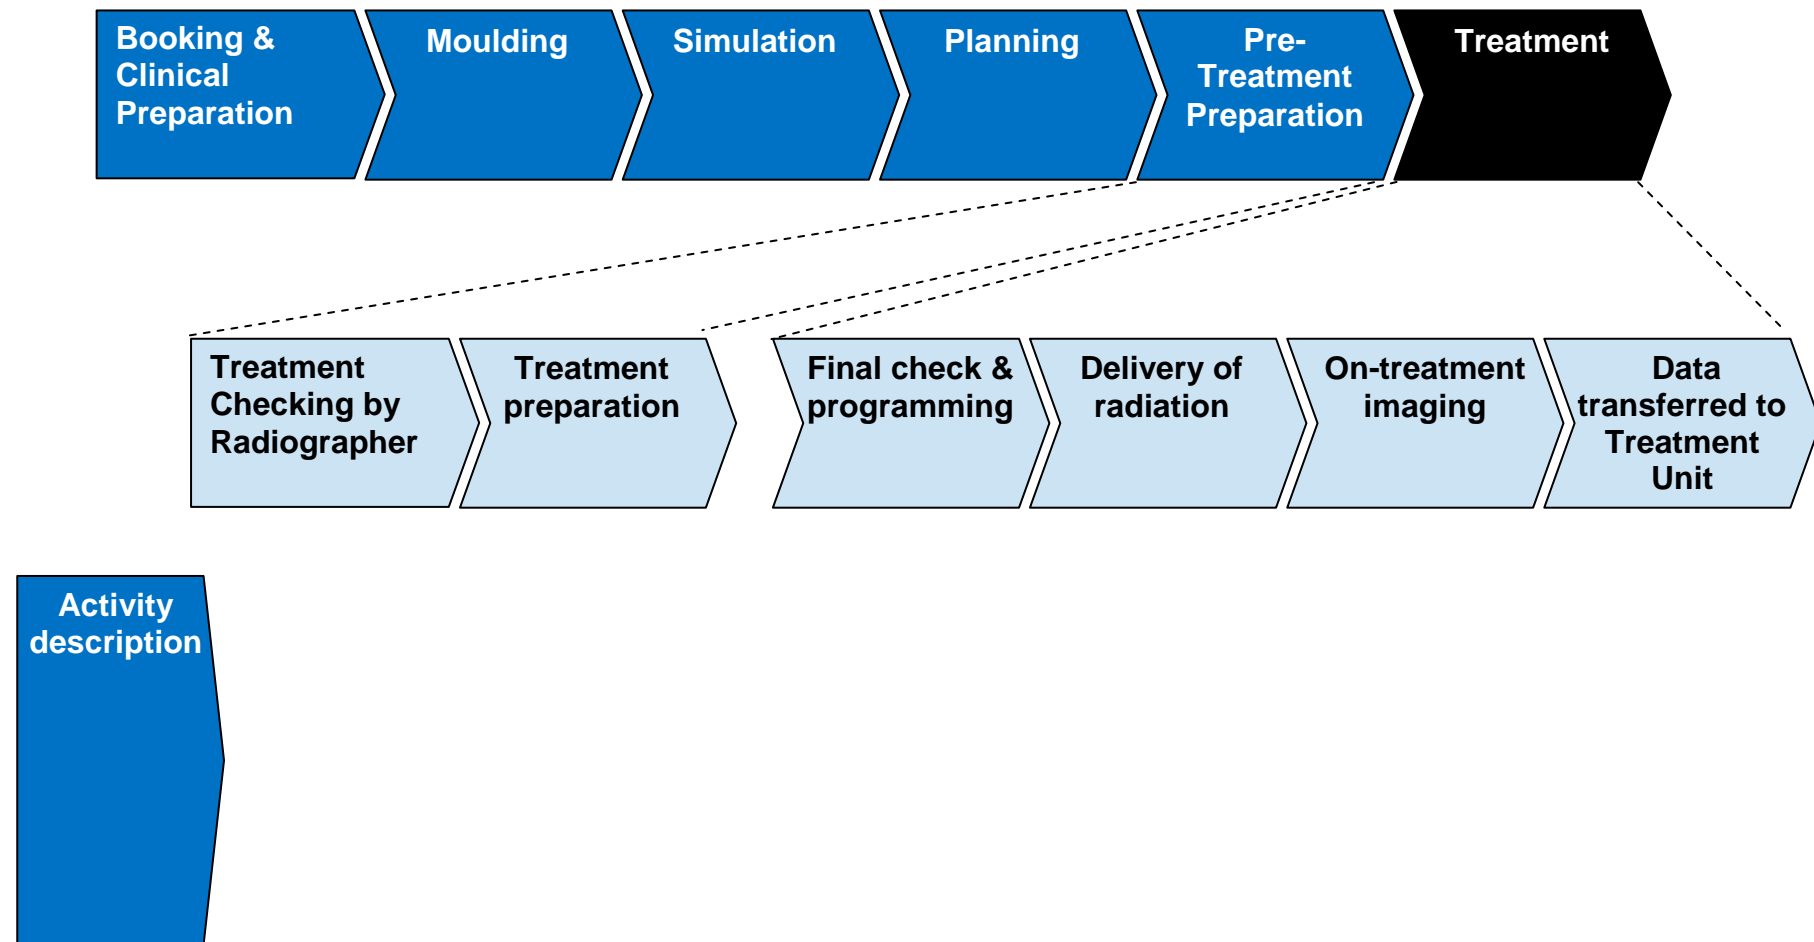 Booking &
Clinical
Preparation
Moulding
Simulation
Planning
Pre-
Treatment
Preparation
Treatment
Treatment
Checking by
Radiographer
Treatment
preparation
Final check &
programming
Delivery of
radiation
On-treatment
imaging
Data
transferred to
Treatment
Unit
Activity
description